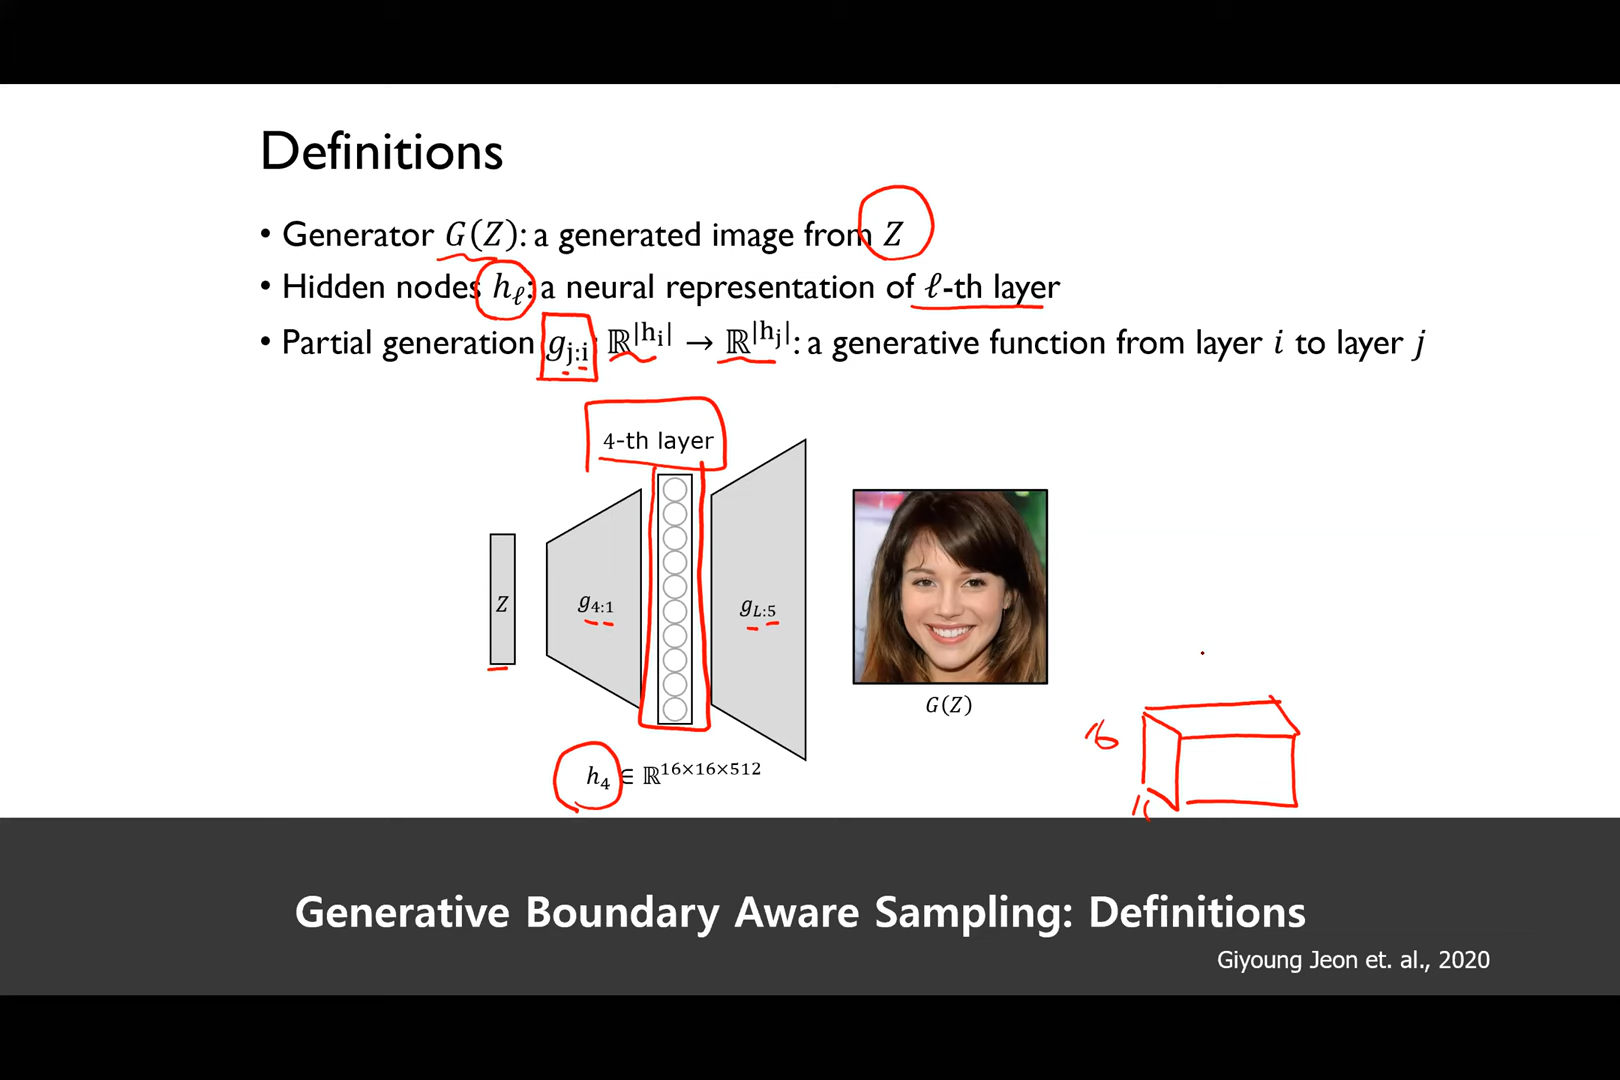 Definitions
• Generator G(Z): a generated image from Z
• Hidden nodes hℓ: a neural representation of ℓ-th layer
• Partial generation gj:i: ℝ|hi| → ℝ|hj|: a generative function from layer i to layer j
4-th layer
Z
g4:1
gL:5
G(Z)
16
h4 ∈ ℝ16×16×512
Generative Boundary Aware Sampling: Definitions
Giyoung Jeon et. al., 2020